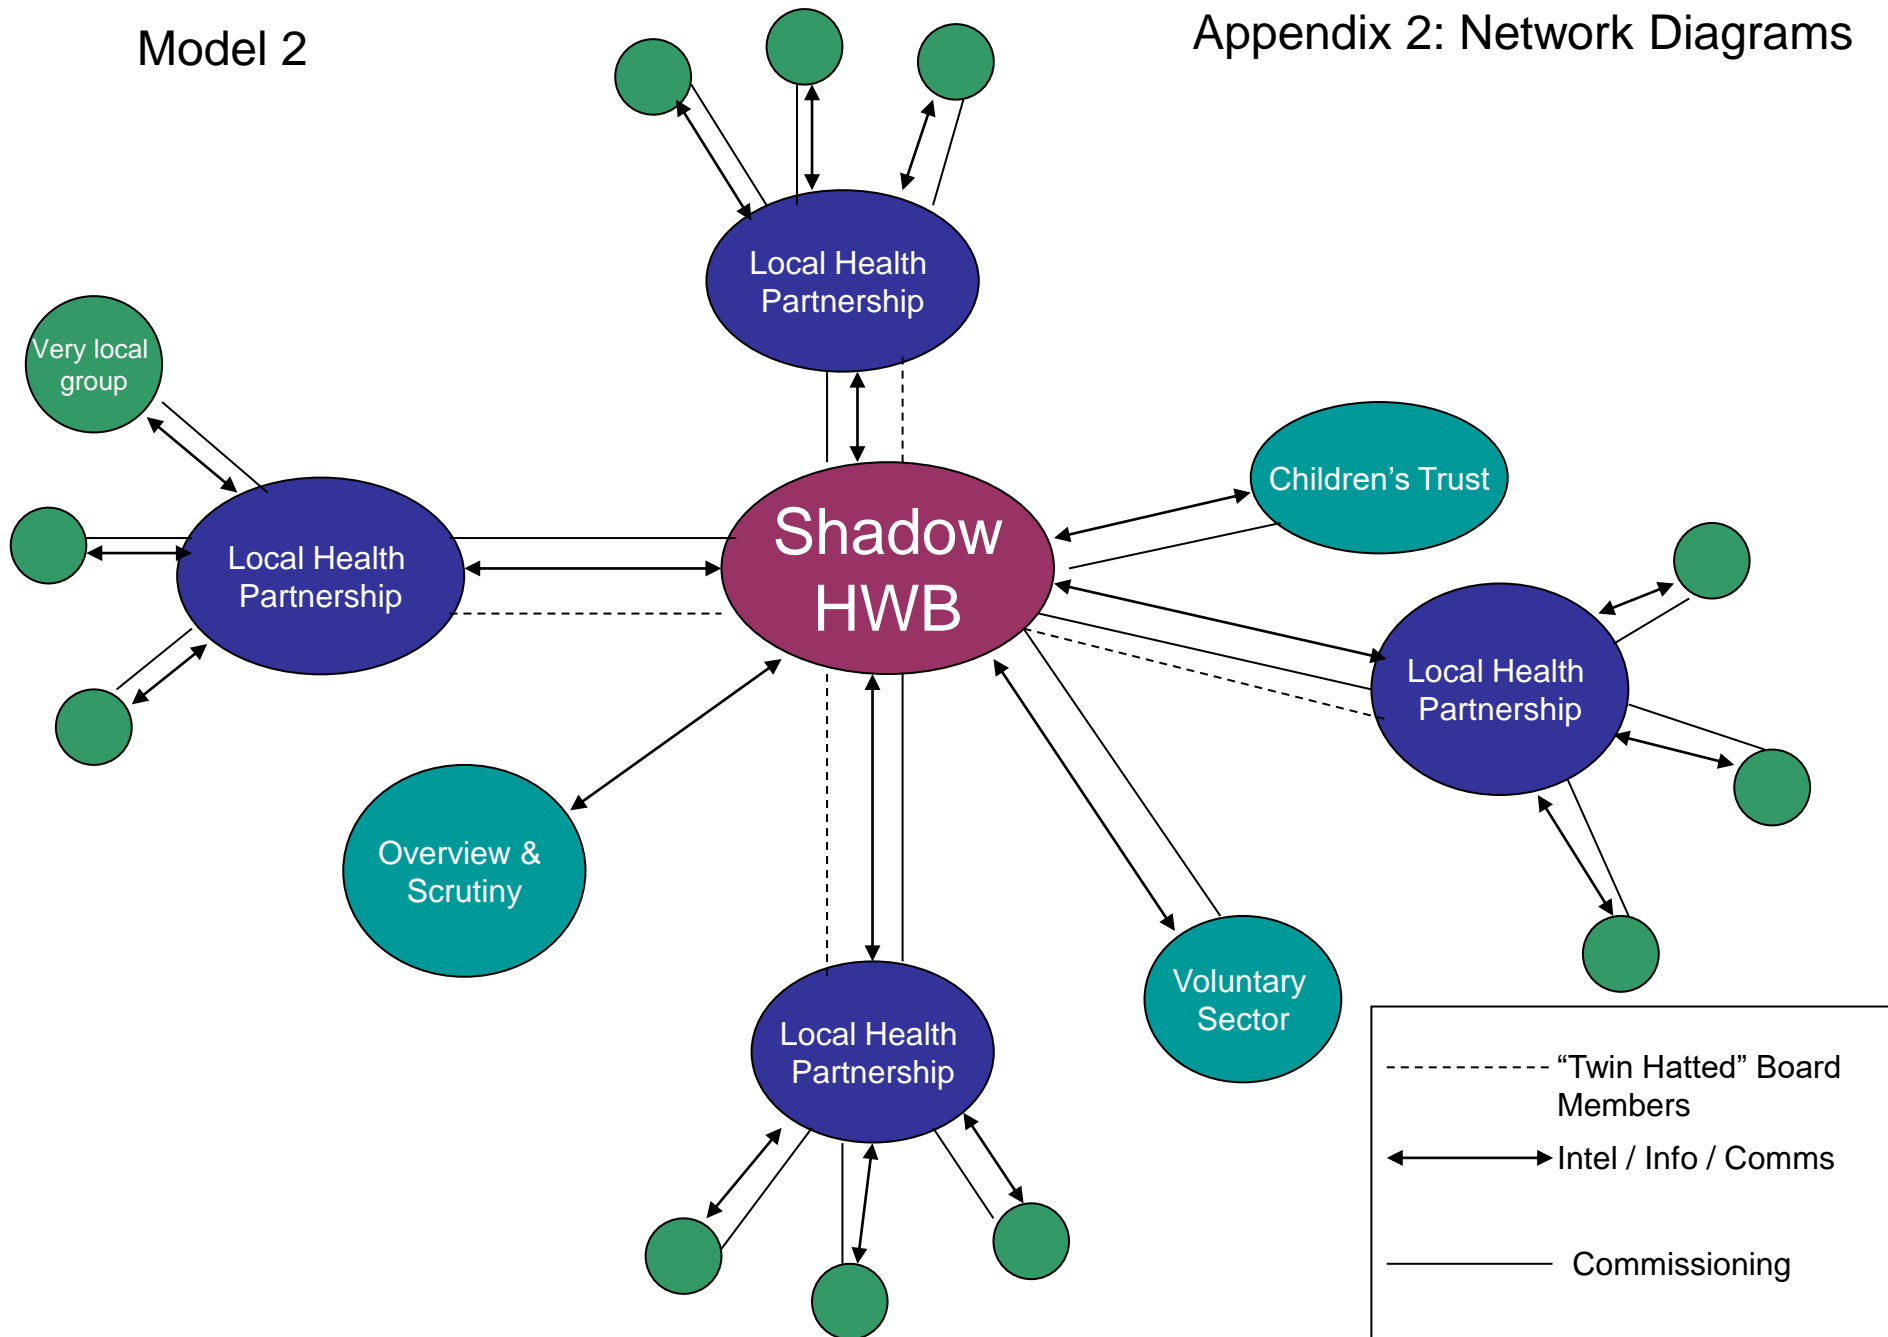 Model 2
Appendix 2: Network Diagrams
Local Health
Partnership
Very local
group
Children’s Trust
Shadow
HWB
Local Health
Partnership
Local Health
Partnership
Overview &
Scrutiny
Voluntary
Sector
Local Health
Partnership
“Twin Hatted” Board
Members
Intel / Info / Comms
Commissioning